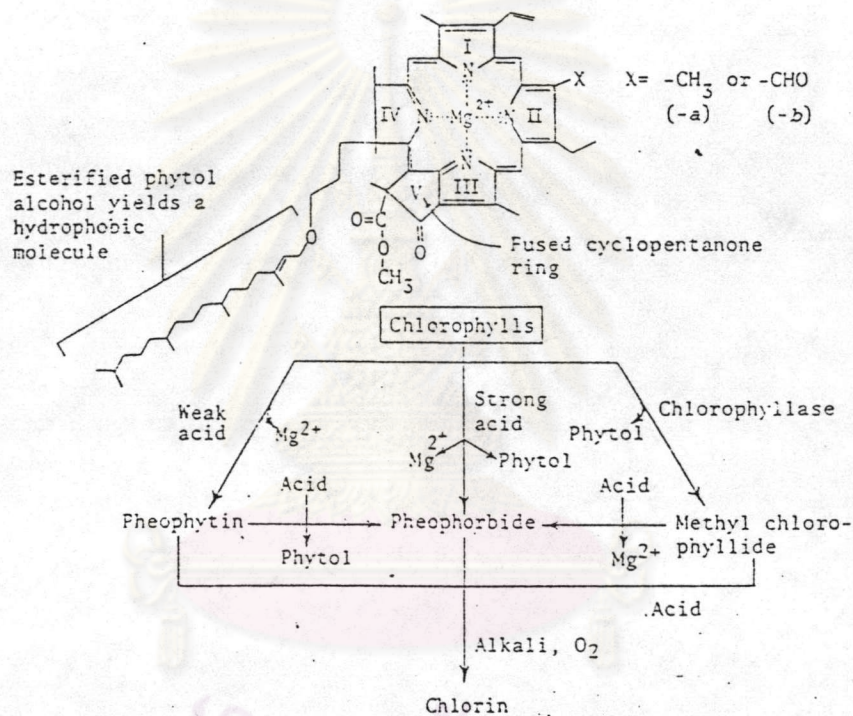 I
N
X
X= -CH3 or -CHO
(-a) (-b)
IV
N
Mg2+
N
II
N
V
III
Esterified phytol
alcohol yields a
hydrophobic
molecule
O
O=C
O
CH3
O
Fused cyclopentanone
ring
Chlorophylls
Weak
acid
Mg2+
Strong
acid
Mg2+
Phytol
Chlorophyllase
Phytol
Acid
Acid
Pheophytin
Pheophorbide
Methyl chloro-
phyllide
Phytol
Mg2+
Acid
Alkali, O2
Chlorin